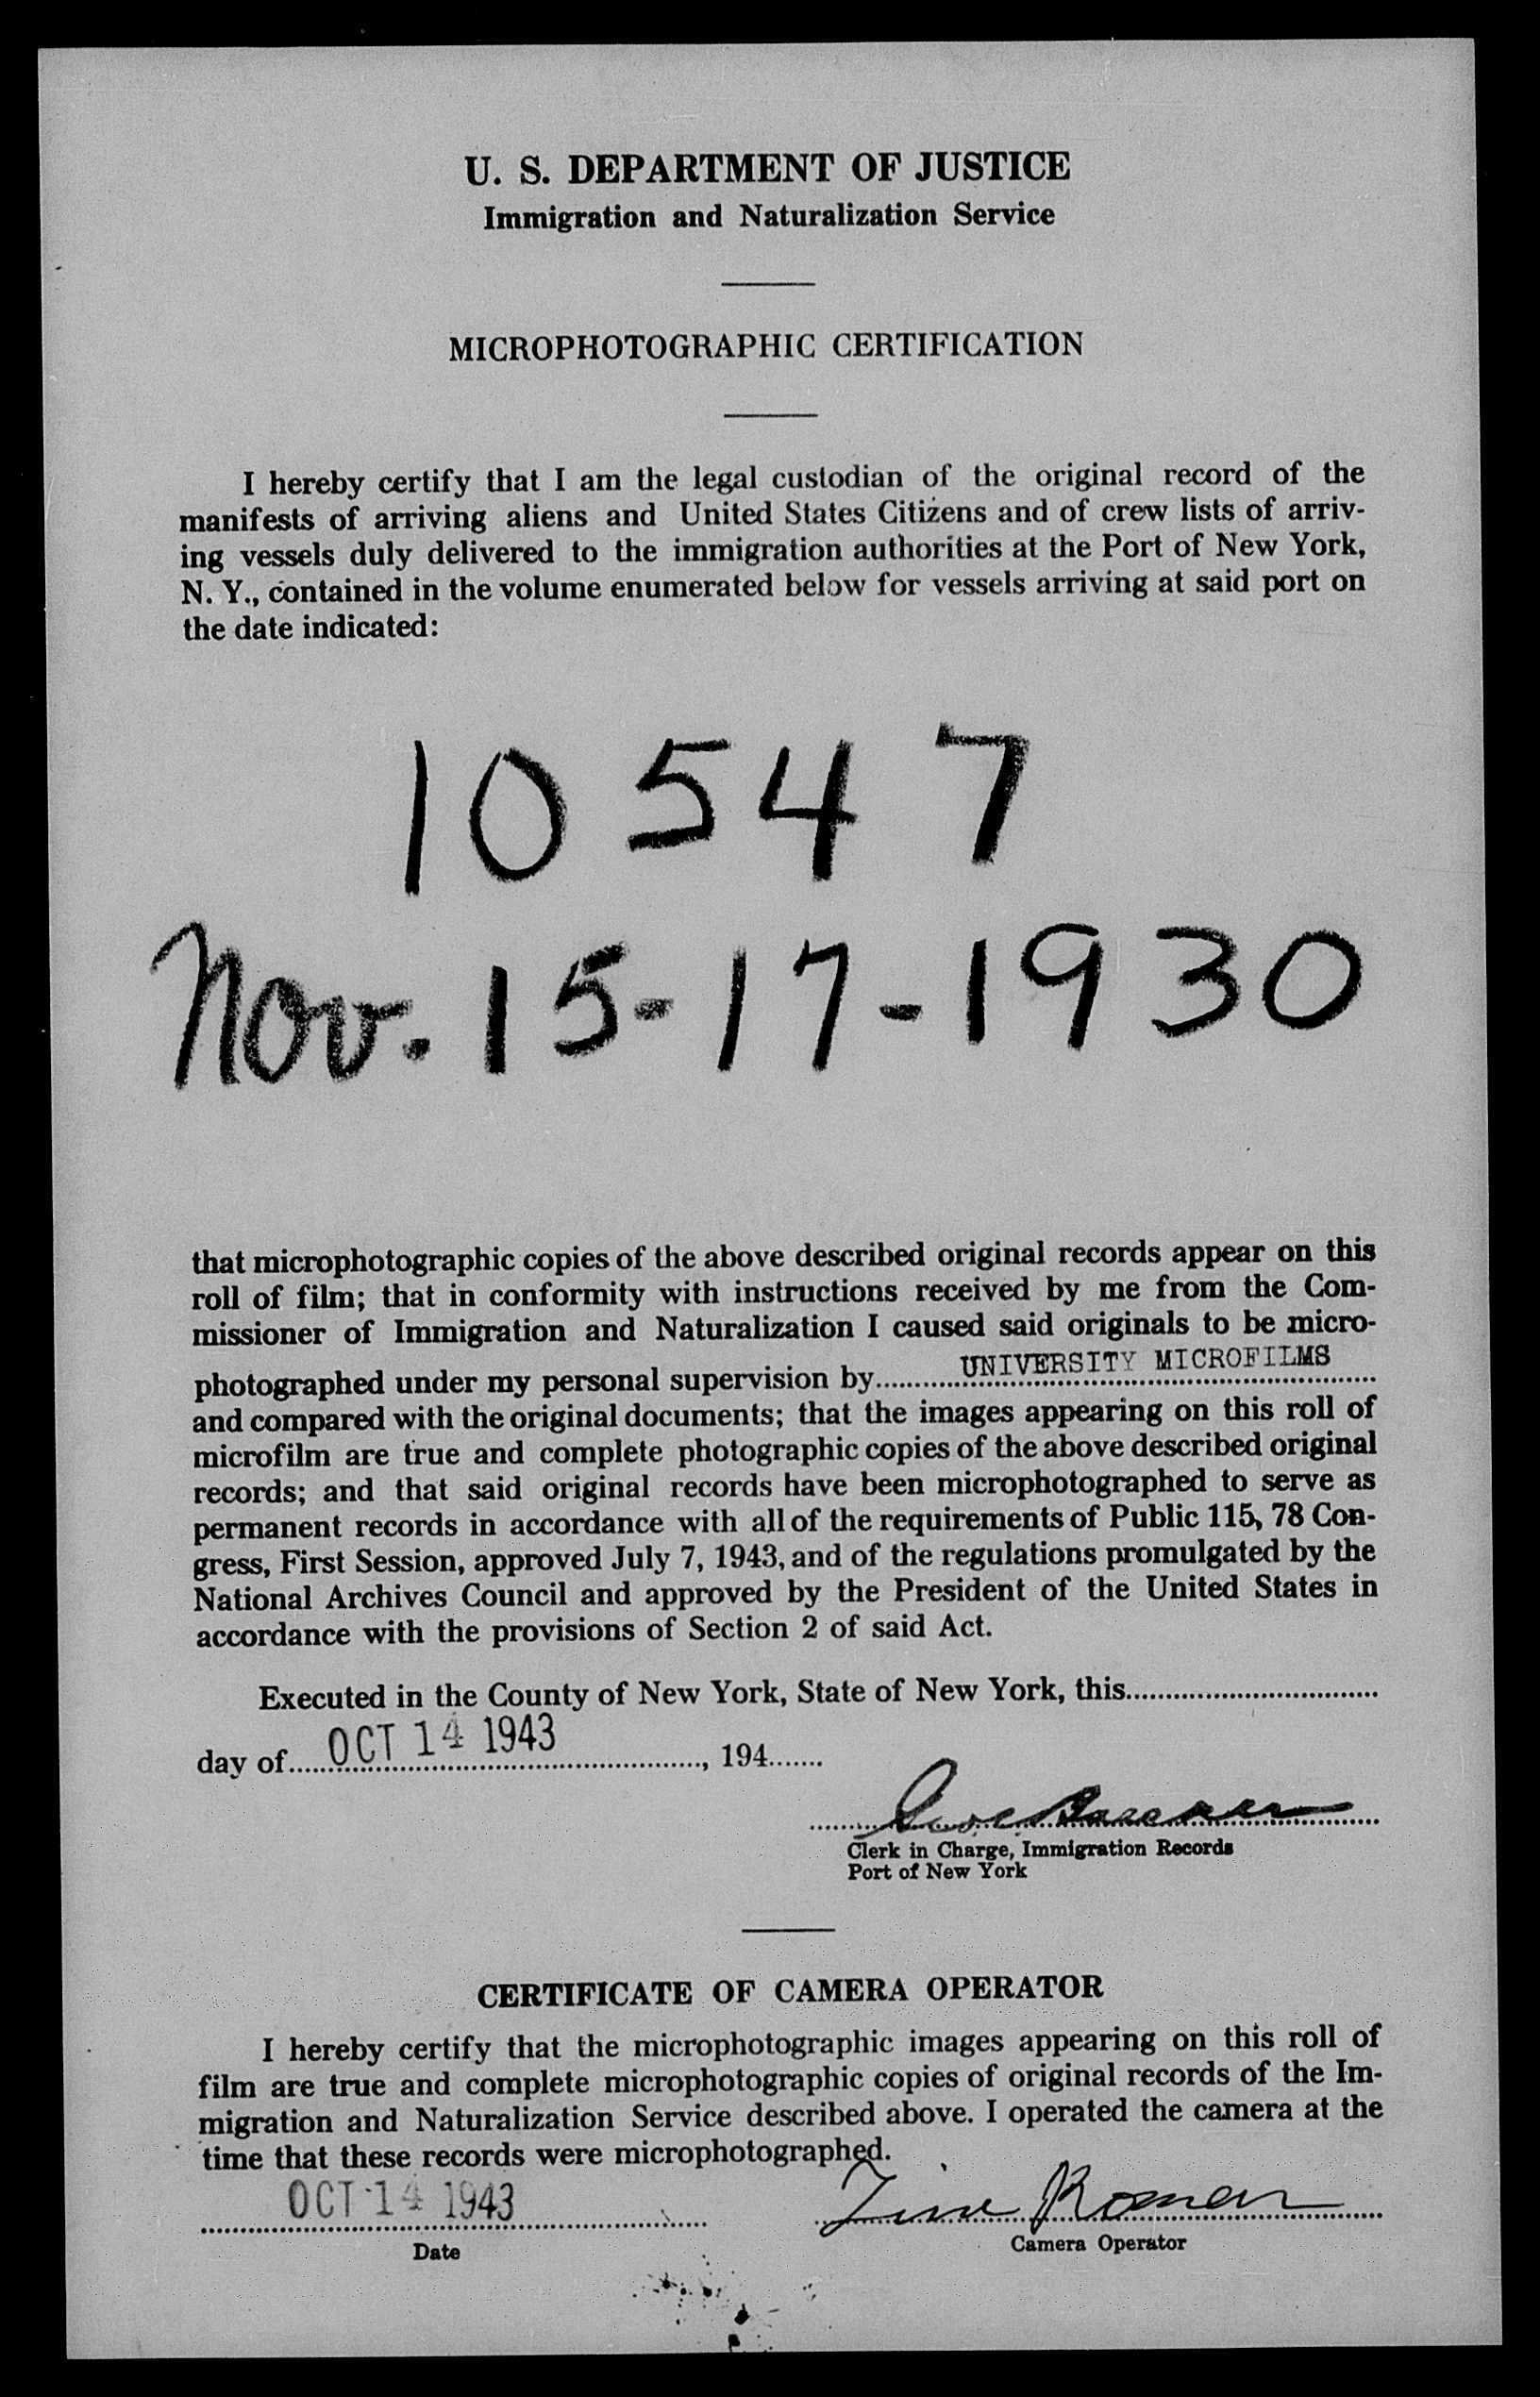 U. S. DEPARTMENT OF JUSTICE
Immigration and Naturalization Service
MICROPHOTOGRAPHIC CERTIFICATION
I hereby certify that I am the legal custodian of the original record of the
manifests of arriving aliens and United States Citizens and of crew lists of arriv-
ing vessels duly delivered to the immigration authorities at the Port of New York,
N. Y., contained in the volume enumerated below for vessels arriving at said port on
the date indicated:
10547
Nov. 15-17-1930
that microphotographic copies of the above described original records appear on this
roll of film; that in conformity with instructions received by me from the Com-
missioner of Immigration and Naturalization I caused said originals to be micro-
photographed under my personal supervision by UNIVERSITY MICROFILMS
and compared with the original documents; that the images appearing on this roll of
microfilm are true and complete photographic copies of the above described original
records; and that said original records have been microphotographed to serve as
permanent records in accordance with all of the requirements of Public 115, 78 Con-
gress, First Session, approved July 7, 1943, and of the regulations promulgated by the
National Archives Council and approved by the President of the United States in
accordance with the provisions of Section 2 of said Act.
Executed in the County of New York, State of New York, this
day of OCT 14 1943, 194
Clerk in Charge, Immigration Records
Port of New York
CERTIFICATE OF CAMERA OPERATOR
I hereby certify that the microphotographic images appearing on this roll of
film are true and complete microphotographic copies of original records of the Im-
migration and Naturalization Service described above. I operated the camera at the
time that these records were microphotographed.
OCT 14 1943 Roman
Date
Camera Operator